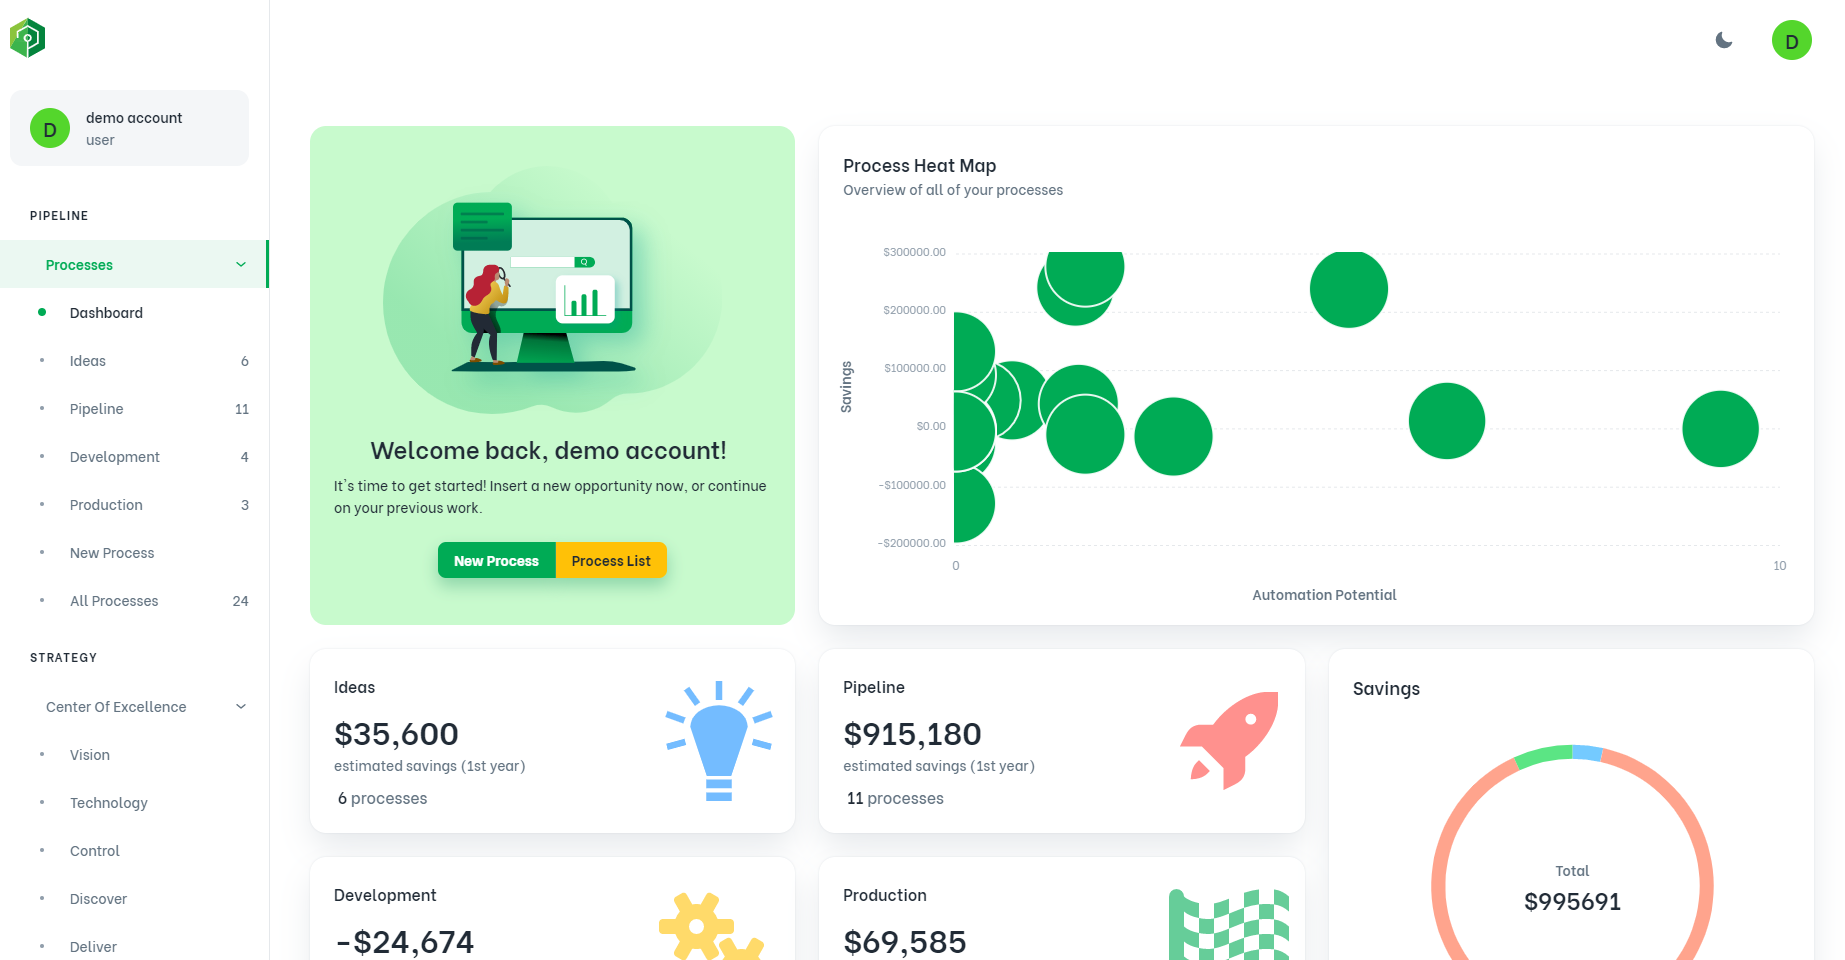 D
demo account
user
PIPELINE
Processes
Dashboard
Ideas 6
Pipeline 11
Development 4
Production 3
New Process
All Processes 24
STRATEGY
Center Of Excellence
Vision
Technology
Control
Discover
Deliver
D
Welcome back, demo account!
It's time to get started! Insert a new opportunity now, or continue
on your previous work.
New Process
Process List
Process Heat Map
Overview of all of your processes
Savings
$300000.00
$200000.00
$100000.00
$0.00
-$100000.00
-$200000.00
0
10
Automation Potential
Ideas
$35,600
estimated savings (1st year)
6 processes
Pipeline
$915,180
estimated savings (1st year)
11 processes
Savings
Total
$995691
Development
-$24,674
Production
$69,585